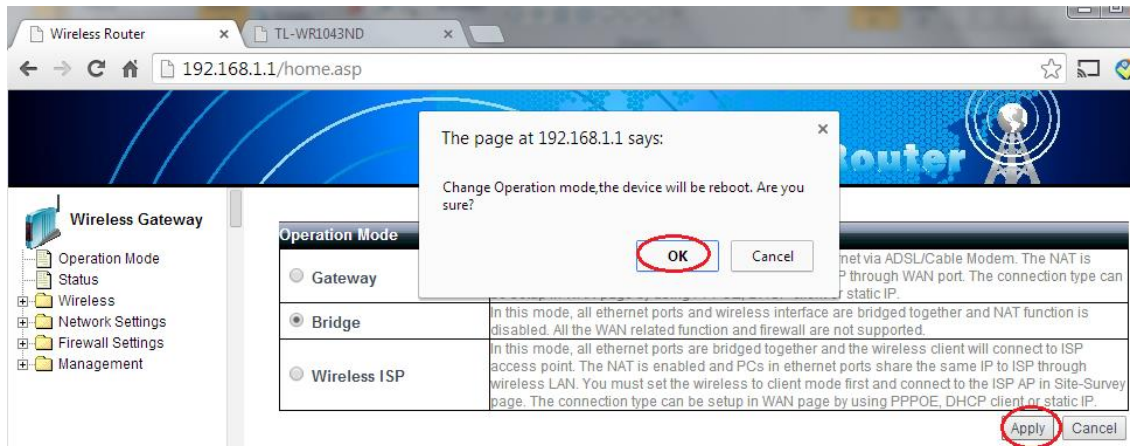 Wireless Router
TL-WR1043ND
192.168.1.1/home.asp
The page at 192.168.1.1 says:
Change Operation mode,the device will be reboot. Are you
sure?
OK Cancel
Router
Wireless Gateway
Operation Mode
Status
Wireless
Network Settings
Firewall Settings
Management
Operation Mode
Gateway
net via ADSL/Cable Modem. The NAT is
P through WAN port. The connection type can
r static IP.
Bridge
In this mode, all ethernet ports and wireless interface are bridged together and NAT function is
disabled. All the WAN related function and firewall are not supported.
Wireless ISP
In this mode, all ethernet ports are bridged together and the wireless client will connect to ISP
access point. The NAT is enabled and PCs in ethernet ports share the same IP to ISP through
wireless LAN. You must set the wireless to client mode first and connect to the ISP AP in Site-Survey
page. The connection type can be setup in WAN page by using PPPOE, DHCP client or static IP.
Apply Cancel